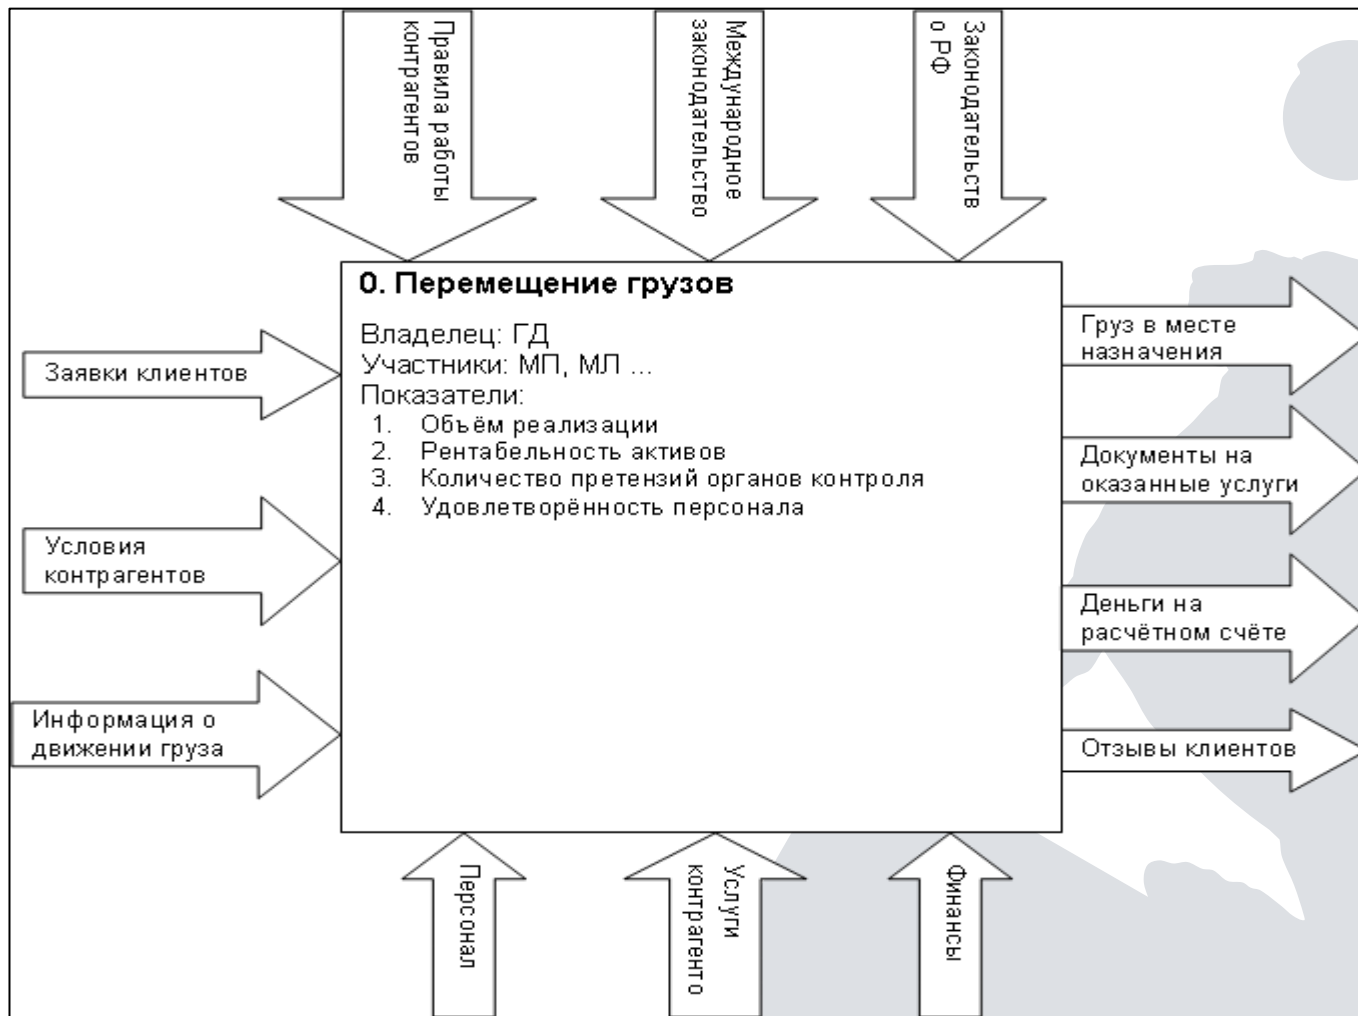 Правила работы
контрагентов
Международное
законодательство
Законодательств
о РФ
0. Перемещение грузов
Владелец: ГД
Участники: МП, МЛ ...
Показатели:
1. Объём реализации
2. Рентабельность активов
3. Количество претензий органов контроля
4. Удовлетворённость персонала
Заявки клиентов
Условия
контрагентов
Информация о
движении груза
Груз в месте
назначения
Документы на
оказанные услуги
Деньги на
расчётном счёте
Отзывы клиентов
Персонал
Услуги
контрагенто
Финансы